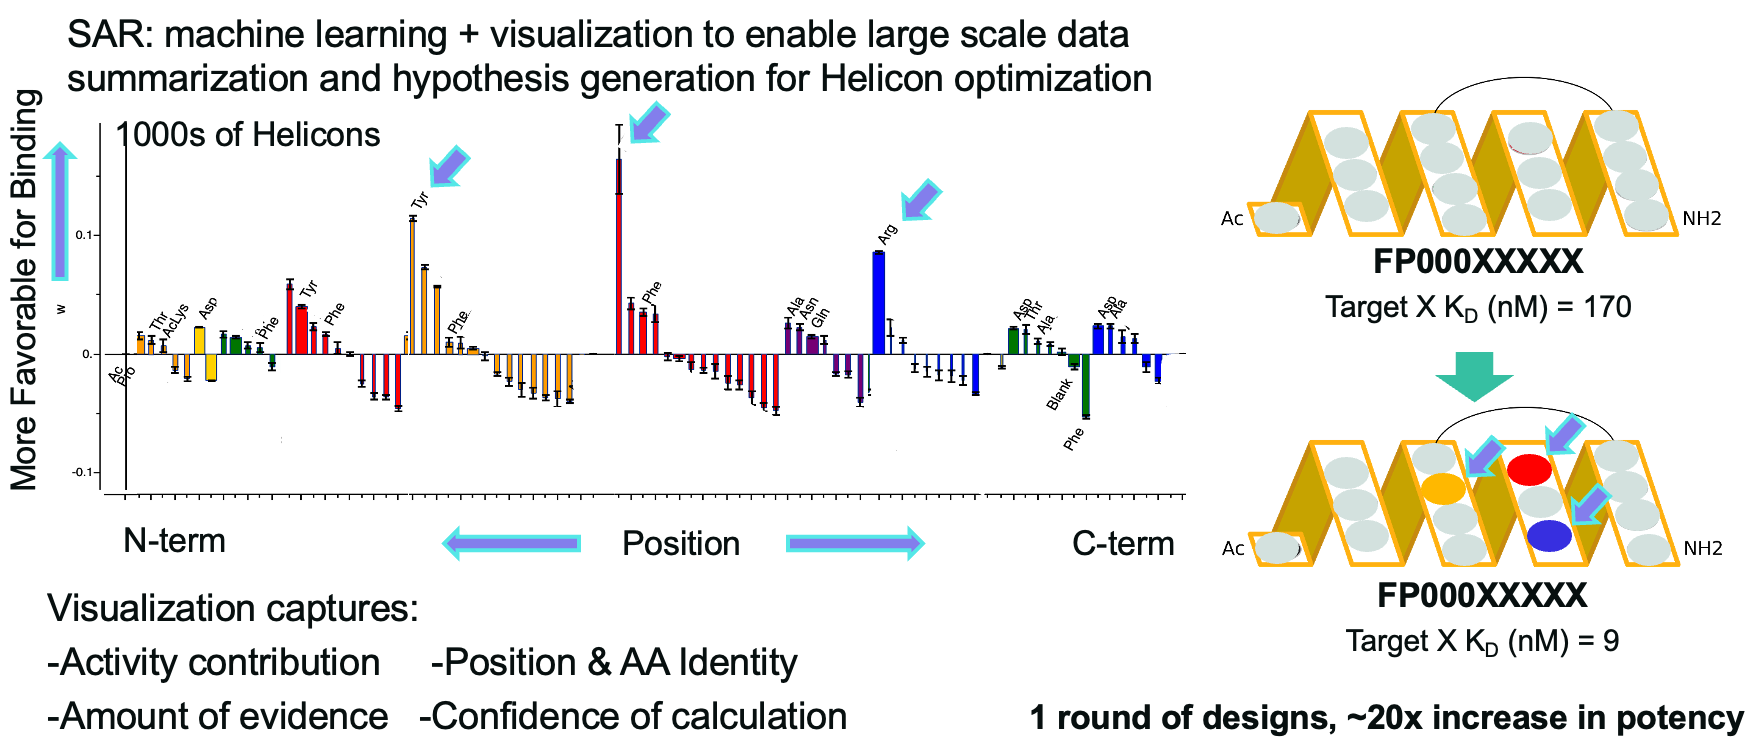 SAR: machine learning + visualization to enable large scale data
summarization and hypothesis generation for Helicon optimization
More Favorable for Binding
w
1000s of Helicons
0.1
0.
-0.1
Ac
Pro
Thr
AcLys
Asp
Phe
Tyr
Phe
Tyr
Phe
Phe
Ala
Asn
Gln
Arg
Asp
Thr
Ala
Blank
Phe
Asp
Ala
N-term
Position
C-term
Visualization captures:
-Activity contribution -Position & AA Identity
-Amount of evidence -Confidence of calculation
Ac
NH2
FP000XXXXX
Target X KD (nM) = 170
Ac
NH2
FP000XXXXX
Target X KD (nM) = 9
1 round of designs, ~20x increase in potency